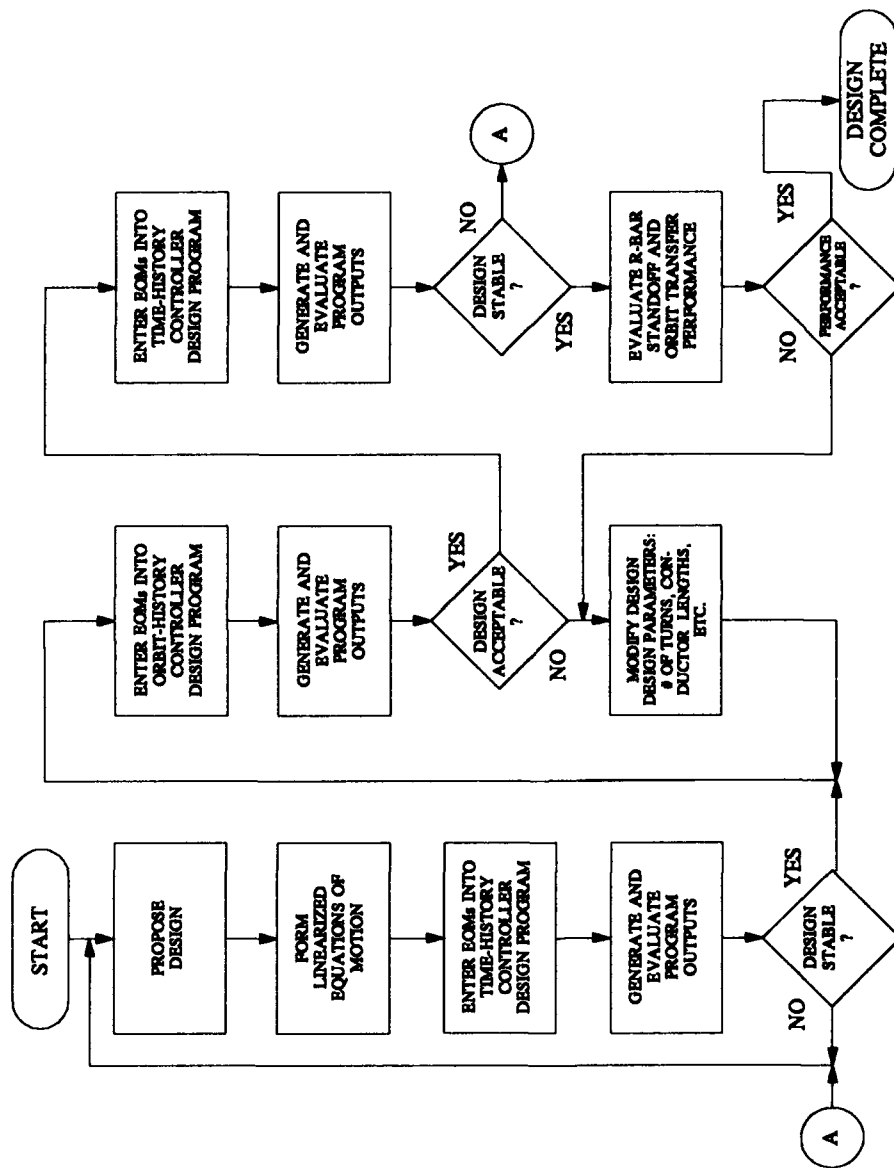 START
PROPOSE
DESIGN
FORM
LINEARIZED
EQUATIONS OF
MOTION
ENTER EOMs INTO
TIME-HISTORY
CONTROLLER
DESIGN PROGRAM
GENERATE AND
EVALUATE
PROGRAM
OUTPUTS
DESIGN
STABLE
?
NO
YES
A
ENTER EOMs INTO
ORBIT-HISTORY
CONTROLLER
DESIGN PROGRAM
GENERATE AND
EVALUATE
PROGRAM
OUTPUTS
DESIGN
ACCEPTABLE
?
YES
NO
MODIFY DESIGN
DESIGN PARAMETERS:
# OF TURNS, CON-
DUCTOR LENGTHS,
ETC.
ENTER EOMs INTO
TIME-HISTORY
CONTROLLER
DESIGN PROGRAM
GENERATE AND
EVALUATE
PROGRAM
OUTPUTS
DESIGN
STABLE
?
NO
A
YES
EVALUATE R-BAR
STANDOFF AND
ORBIT TRANSFER
PERFORMANCE
PERFORMANCE
ACCEPTABLE
?
NO
YES
DESIGN
COMPLETE